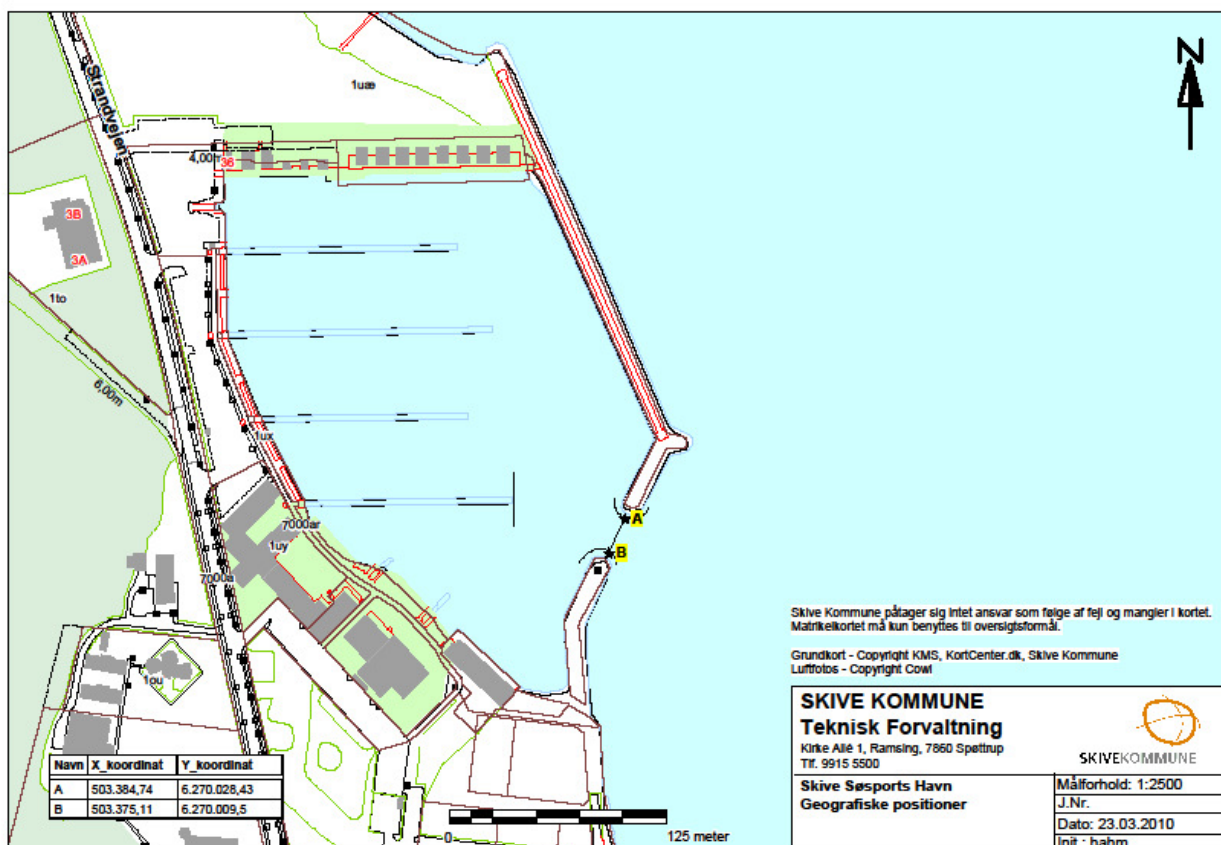 N
Strandvejen
1uæ
4,00m
36
3B
3A
1to
6,00m
1ux
7000ar
1uy
7000a
1ou
A
B
Skive Kommune påtager sig intet ansvar som følge af fejl og mangler i kortet.
Matrikelkortet må kun benyttes til oversigtsformål.
Grundkort - Copyright KMS, KortCenter.dk, Skive Kommune
Luftfotos - Copyright Cowi
SKIVE KOMMUNE
Teknisk Forvaltning
Kirke Allé 1, Ramsing, 7860 Spøttrup
Tlf. 9915 5500
SKIVEKOMMUNE
Skive Søsports Havn
Geografiske positioner
Målforhold: 1:2500
J.Nr.
Dato: 23.03.2010
Init.: bahm
Navn X_koordinat Y_koordinat
A 503.384,74 6.270.028,43
B 503.375,11 6.270.009,5
0 125 meter